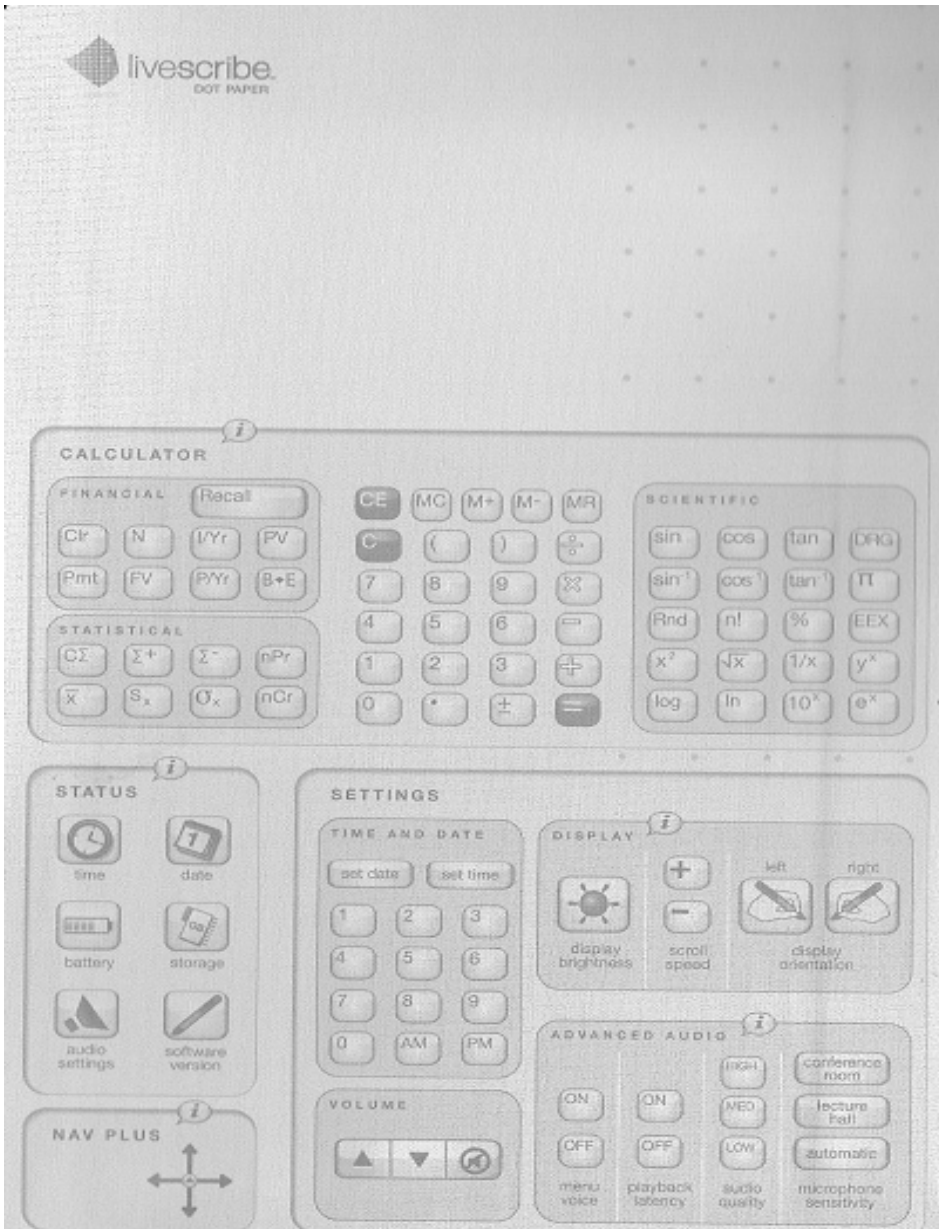 livescribe
DOT PAPER
CALCULATOR
FINANCIAL
Recall
Clr N I/Yr PV
Pmt FV P/Yr B+E
STATISTICAL
CΣ Σ+ Σ- nPr
x̅ Sₓ σₓ nCr
CE MC M+ M- MR
C ( ) ÷
7 8 9 ×
4 5 6 −
1 2 3 +
0 • ± =
SCIENTIFIC
sin cos tan DRG
sin⁻¹ cos⁻¹ tan⁻¹ π
Rnd n! % EEX
x² √x 1/x yˣ
log ln 10ˣ eˣ
STATUS
time date
battery storage
audio settings
software version
NAV PLUS
SETTINGS
TIME AND DATE
set date set time
1 2 3
4 5 6
7 8 9
0 AM PM
VOLUME
DISPLAY
left right
+
−
display brightness
scroll speed
display orientation
ADVANCED AUDIO
ON OFF
menu voice
ON OFF
playback latency
HIGH
MED
LOW
audio quality
conference room
lecture hall
automatic
microphone sensitivity